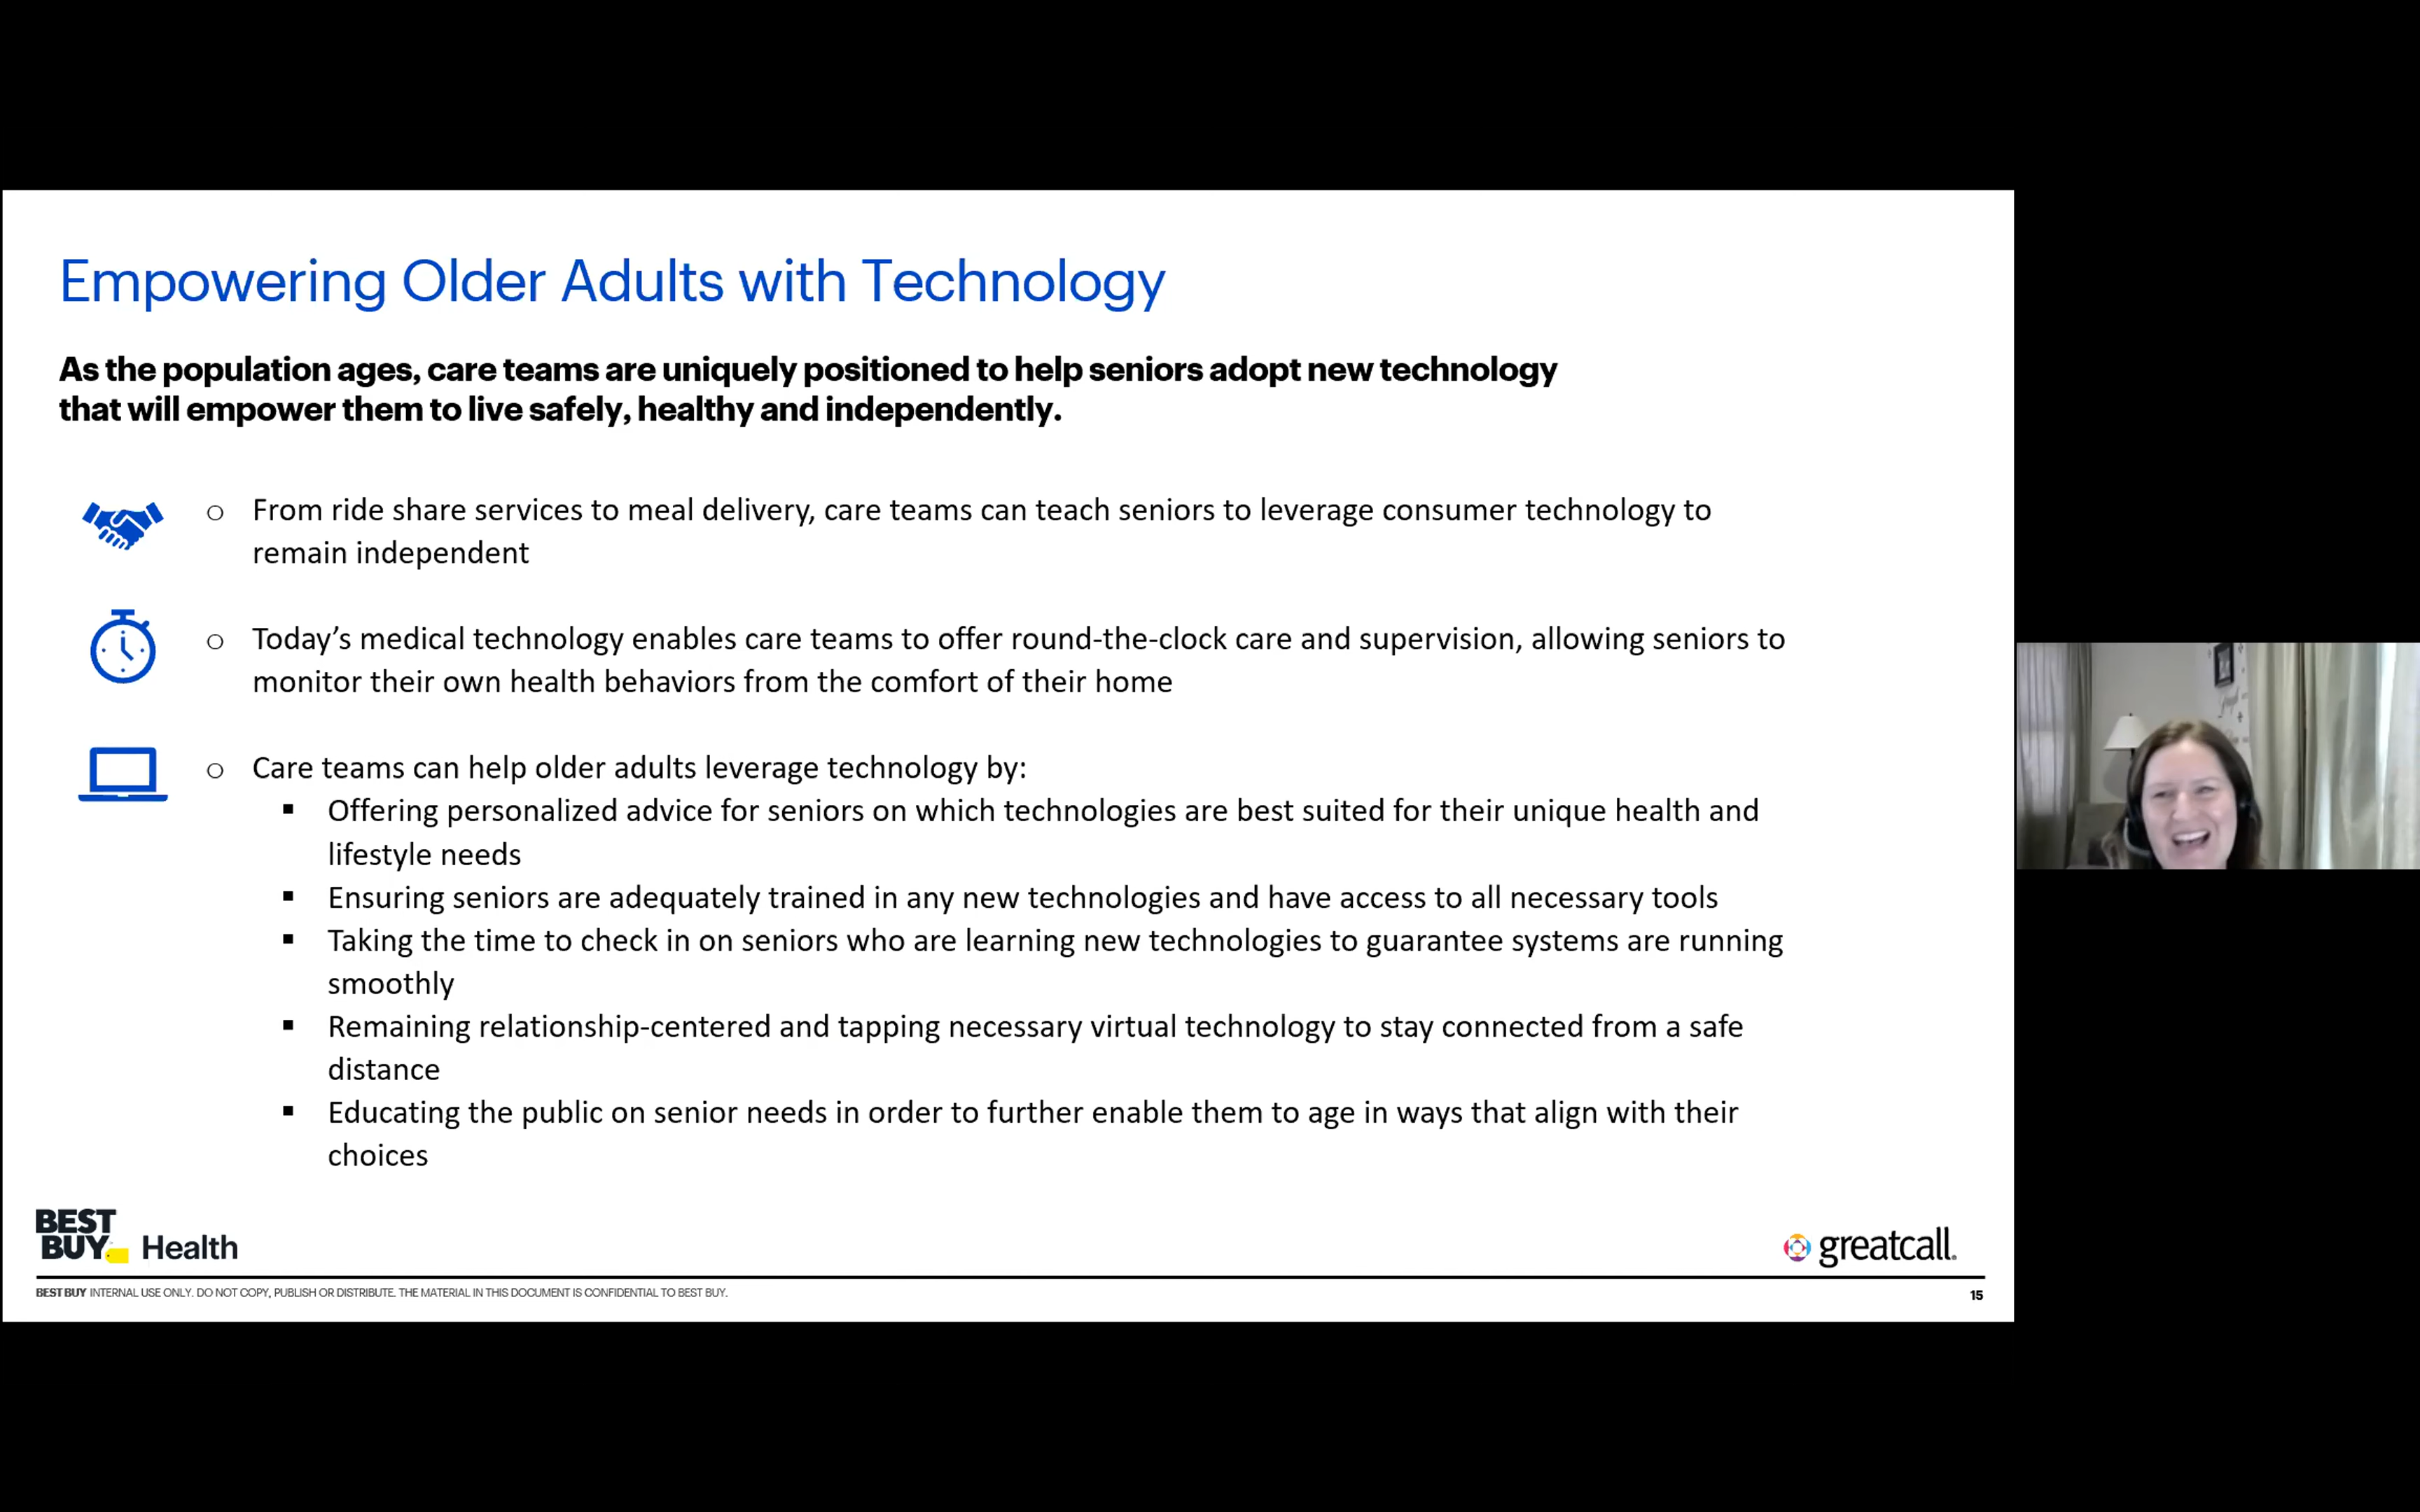 Empowering Older Adults with Technology
As the population ages, care teams are uniquely positioned to help seniors adopt new technology
that will empower them to live safely, healthy and independently.
o From ride share services to meal delivery, care teams can teach seniors to leverage consumer technology to
remain independent
o Today’s medical technology enables care teams to offer round-the-clock care and supervision, allowing seniors to
monitor their own health behaviors from the comfort of their home
o Care teams can help older adults leverage technology by:
▪ Offering personalized advice for seniors on which technologies are best suited for their unique health and
lifestyle needs
▪ Ensuring seniors are adequately trained in any new technologies and have access to all necessary tools
▪ Taking the time to check in on seniors who are learning new technologies to guarantee systems are running
smoothly
▪ Remaining relationship-centered and tapping necessary virtual technology to stay connected from a safe
distance
▪ Educating the public on senior needs in order to further enable them to age in ways that align with their
choices
BEST
BUY Health
greatcall.
BEST BUY INTERNAL USE ONLY. DO NOT COPY, PUBLISH OR DISTRIBUTE. THE MATERIAL IN THIS DOCUMENT IS CONFIDENTIAL TO BEST BUY.
15